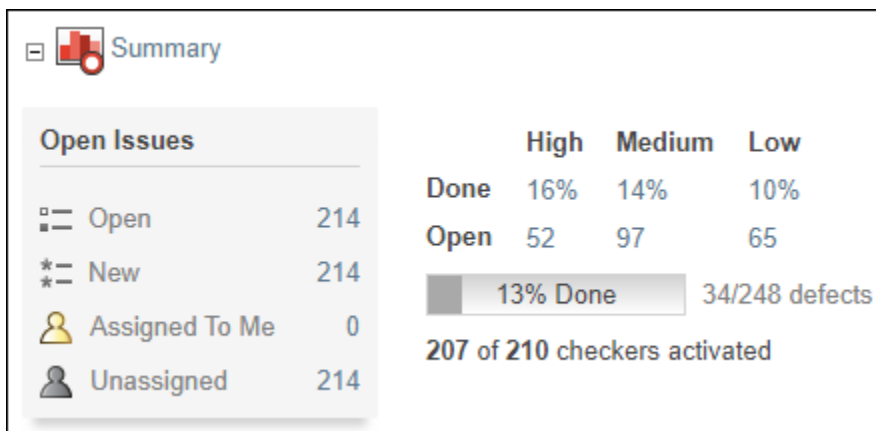 Summary
Open Issues
Open 214
New 214
Assigned To Me 0
Unassigned 214
High Medium Low
Done 16% 14% 10%
Open 52 97 65
13% Done 34/248 defects
207 of 210 checkers activated